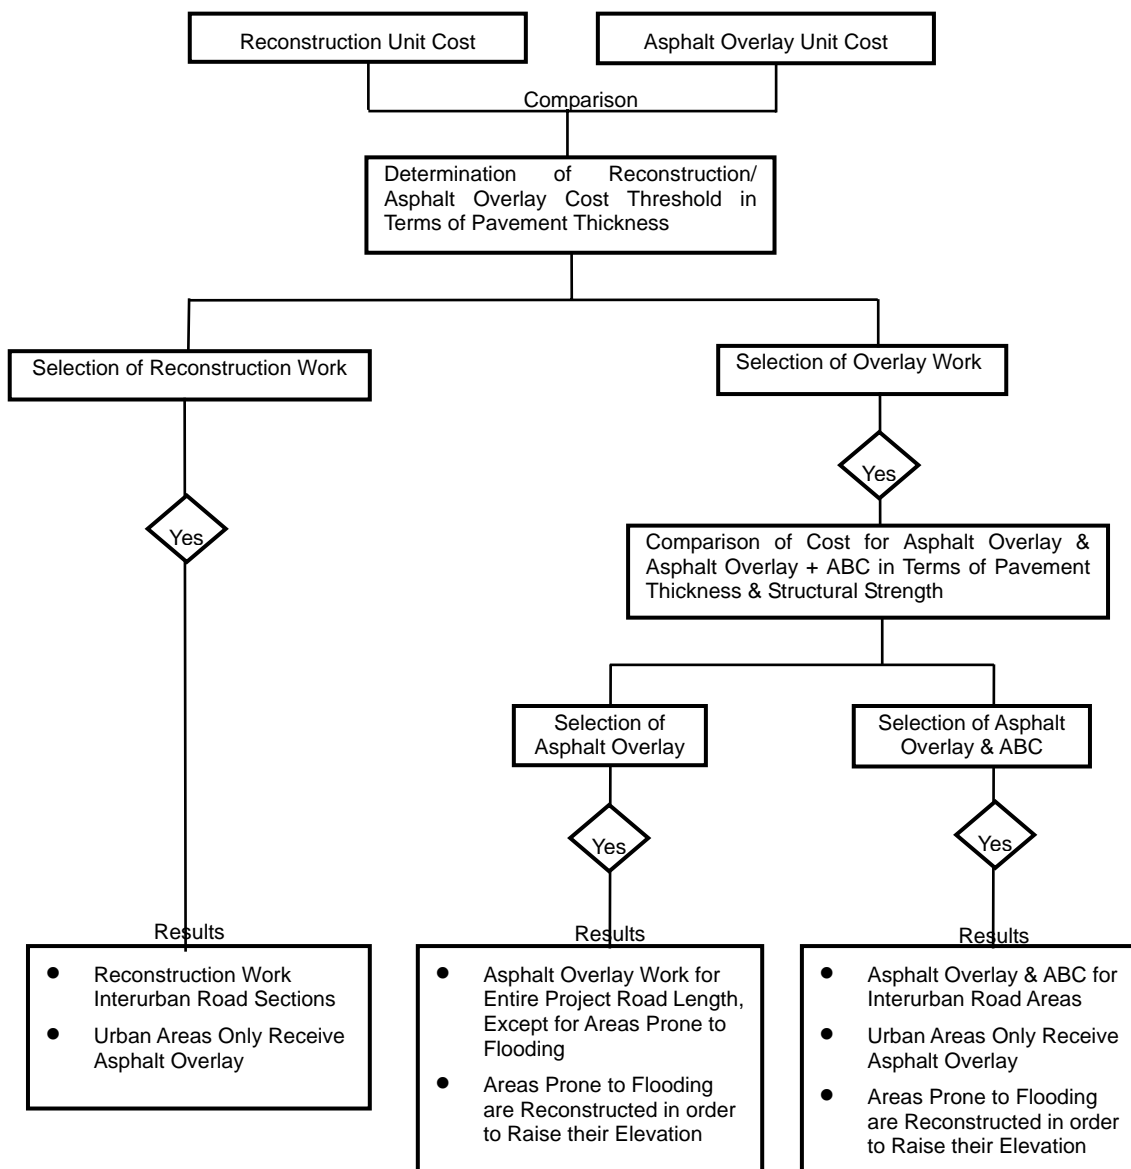 Reconstruction Unit Cost
Asphalt Overlay Unit Cost
Comparison
Determination of Reconstruction/
Asphalt Overlay Cost Threshold in
Terms of Pavement Thickness
Selection of Reconstruction Work
Selection of Overlay Work
Yes
Yes
Comparison of Cost for Asphalt Overlay &
Asphalt Overlay + ABC in Terms of Pavement
Thickness & Structural Strength
Selection of
Asphalt Overlay
Selection of Asphalt
Overlay & ABC
Yes
Yes
Results
● Reconstruction Work
Interurban Road Sections
● Urban Areas Only Receive
Asphalt Overlay
Results
● Asphalt Overlay Work for
Entire Project Road Length,
Except for Areas Prone to
Flooding
● Areas Prone to Flooding
are Reconstructed in order
to Raise their Elevation
Results
● Asphalt Overlay & ABC for
Interurban Road Areas
● Urban Areas Only Receive
Asphalt Overlay
● Areas Prone to Flooding
are Reconstructed in order
to Raise their Elevation